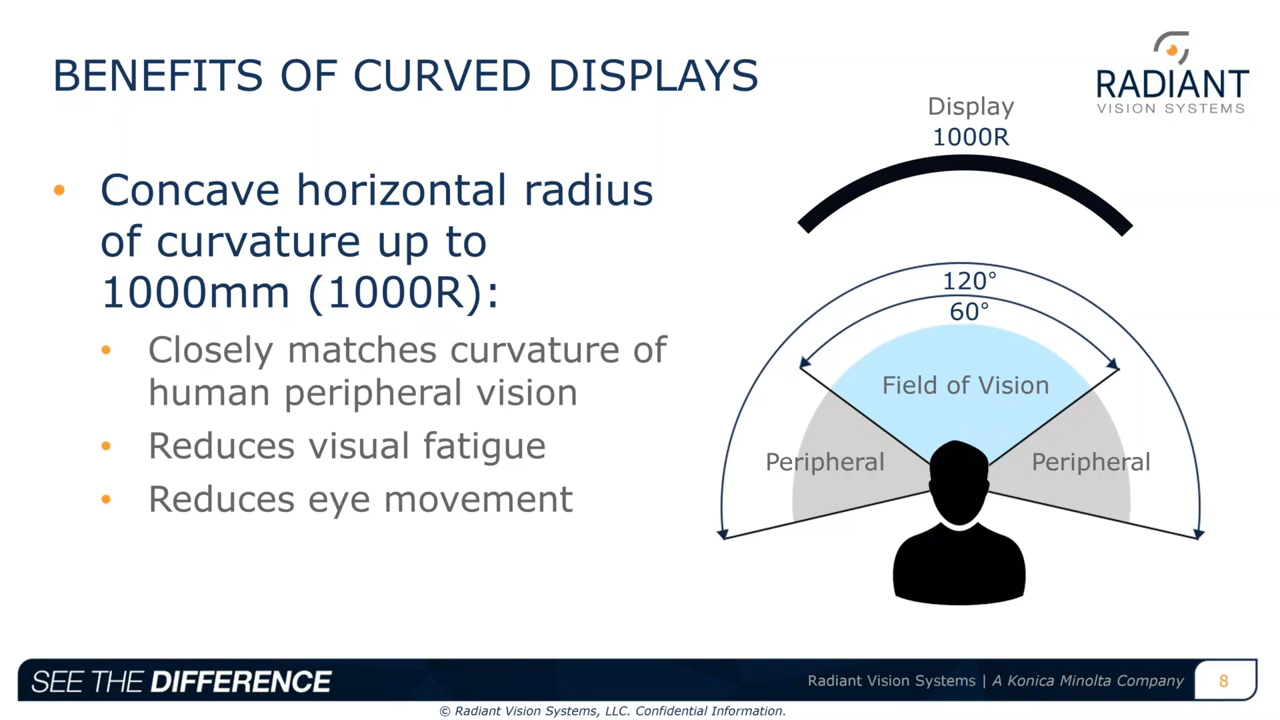 BENEFITS OF CURVED DISPLAYS
RADIANT
VISION SYSTEMS
Display
1000R
• Concave horizontal radius
of curvature up to
1000mm (1000R):
• Closely matches curvature of
human peripheral vision
• Reduces visual fatigue
• Reduces eye movement
120°
60°
Field of Vision
Peripheral
Peripheral
SEE THE DIFFERENCE
Radiant Vision Systems | A Konica Minolta Company
8
© Radiant Vision Systems, LLC. Confidential Information.